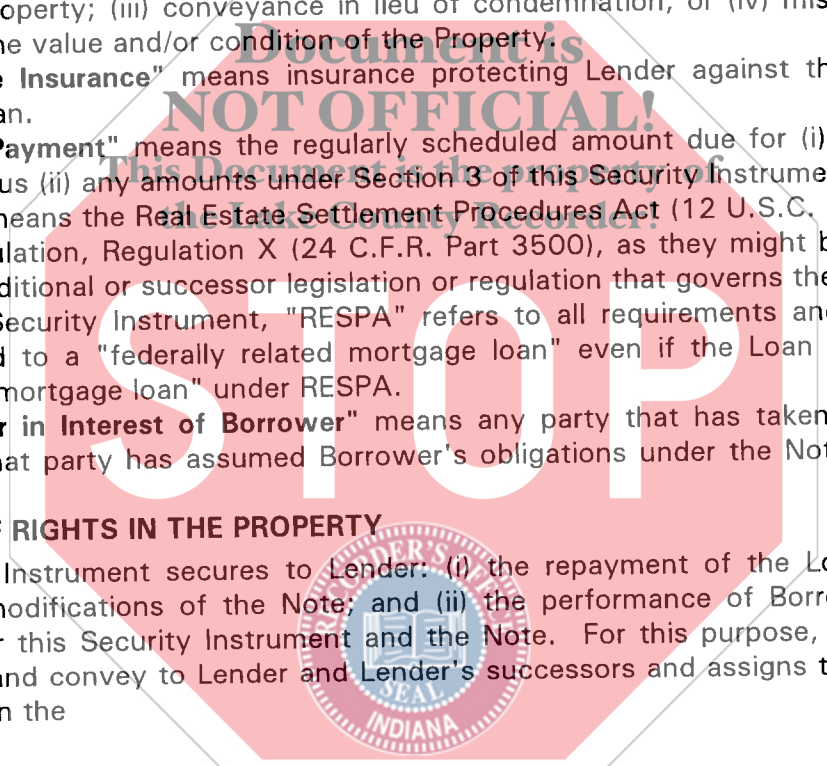 operty; (iii) conveyance in lieu of condemnation; or (iv) mis
he value and/or condition of the Property.
Document is
e Insurance" means insurance protecting Lender against th
an.
NOT OFFICIAL!
Payment" means the regularly scheduled amount due for (i)
This Document is the property of
us (ii) any amounts under Section 3 of this Security Instrume
the Lake County Recorder!
means the Real Estate Settlement Procedures Act (12 U.S.C.
ulation, Regulation X (24 C.F.R. Part 3500), as they might b
ditional or successor legislation or regulation that governs the
Security Instrument, "RESPA" refers to all requirements and
d to a "federally related mortgage loan" even if the Loan
mortgage loan" under RESPA.
STOP
r in Interest of Borrower" means any party that has taken
hat party has assumed Borrower's obligations under the Not
F RIGHTS IN THE PROPERTY
Instrument secures to Lender: (i) the repayment of the Lo
modifications of the Note; and (ii) the performance of Borro
r this Security Instrument and the Note. For this purpose,
and convey to Lender and Lender's successors and assigns t
n the
RECORDER'S OFFICE
SEAL
INDIANA